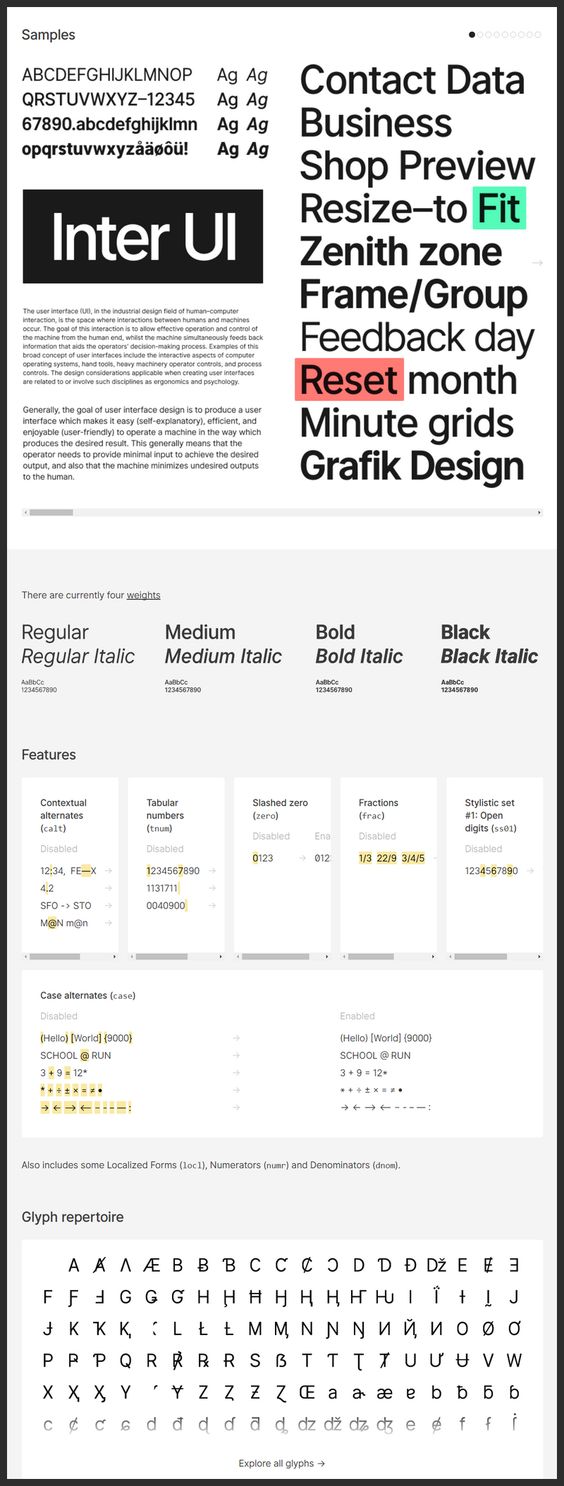 Samples
ABCDEFGHIJKLMNOP Ag Ag
QRSTUVWXYZ–12345 Ag Ag
67890.abcdefghijklmn Ag Ag
opqrstuvwxyzåäøôü! Ag Ag
Inter UI
The user interface (UI), in the industrial design field of human–computer
interaction, is the space where interactions between humans and machines
occur. The goal of this interaction is to allow effective operation and control of
the machine from the human end, whilst the machine simultaneously feeds back
information that aids the operators' decision-making process. Examples of this
broad concept of user interfaces include the interactive aspects of computer
operating systems, hand tools, heavy machinery operator controls, and process
controls. The design considerations applicable when creating user interfaces
are related to or involve such disciplines as ergonomics and psychology.
Generally, the goal of user interface design is to produce a user
interface which makes it easy (self-explanatory), efficient, and
enjoyable (user-friendly) to operate a machine in the way which
produces the desired result. This generally means that the
operator needs to provide minimal input to achieve the desired
output, and also that the machine minimizes undesired outputs
to the human.
Contact Data
Business
Shop Preview
Resize–to Fit
Zenith zone
Frame/Group
Feedback day
Reset month
Minute grids
Grafik Design
→
There are currently four weights
Regular
Regular Italic
AaBbCc
1234567890
Medium
Medium Italic
AaBbCc
1234567890
Bold
Bold Italic
AaBbCc
1234567890
Black
Black Italic
AaBbCc
1234567890
Features
Contextual
alternates
(calt)
Disabled
12:34, FE—X →
4.2 →
SFO -> STO →
M@N m@n →
Tabular
numbers
(tnum)
Disabled
1234567890 →
1131711 →
0040900 →
Slashed zero
(zero)
Disabled Ena
0123 → 012
Fractions
(frac)
Disabled
1/3 22/9 3/4/5
Stylistic set
#1: Open
digits (ss01)
Disabled
1234567890 →
Case alternates (case)
Disabled Enabled
(Hello) [World] {9000} → (Hello) [World] {9000}
SCHOOL @ RUN → SCHOOL @ RUN
3 + 9 = 12* → 3 + 9 = 12*
* + ÷ ± × = ≠ • → * + ÷ ± × = ≠ •
→ ← ⟶ ⟵ - – – — : → → ← ⟶ ⟵ - – – — :
Also includes some Localized Forms (locl), Numerators (numr) and Denominators (dnom).
Glyph repertoire
A Ⱥ Ʌ Æ B Ƀ Ɓ C Ƈ Ȼ Ɔ D Ɗ Đ Dž E Ɇ Ǝ
F G Ǥ Ɠ H Ħ I J
Ɉ K Ƙ L Ł M N O Ø Ơ
P Ƥ Q R S T U Ư Ʉ V W
X Y Z Œ a æ ɐ b ƀ ɓ
c ȼ ƈ d đ ɖ ɗ dz dž e ɇ f
Explore all glyphs →